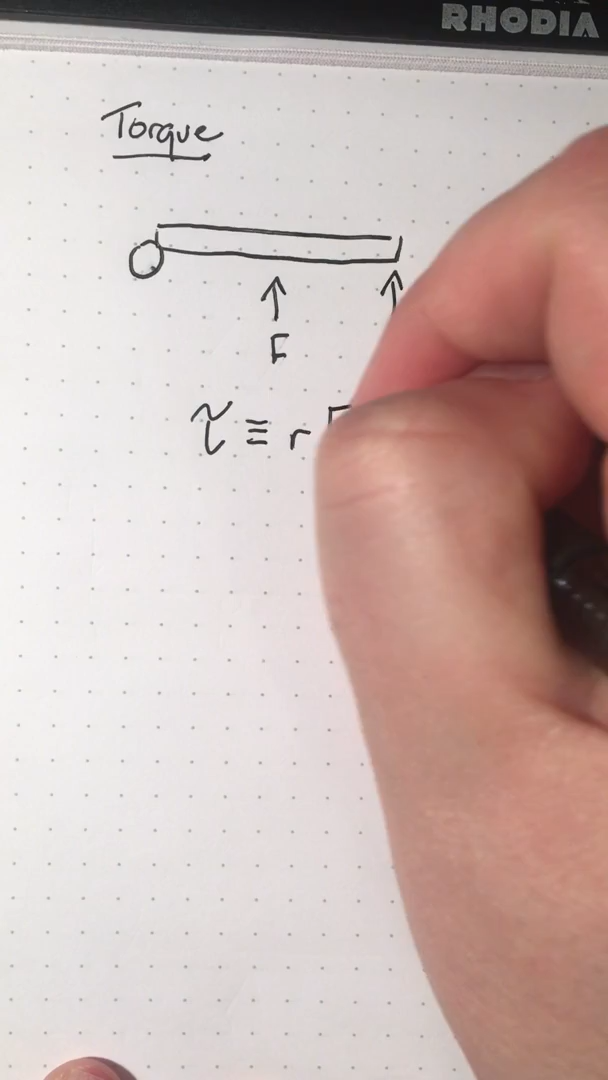 RHODIA
Torque
F
τ ≡ r F